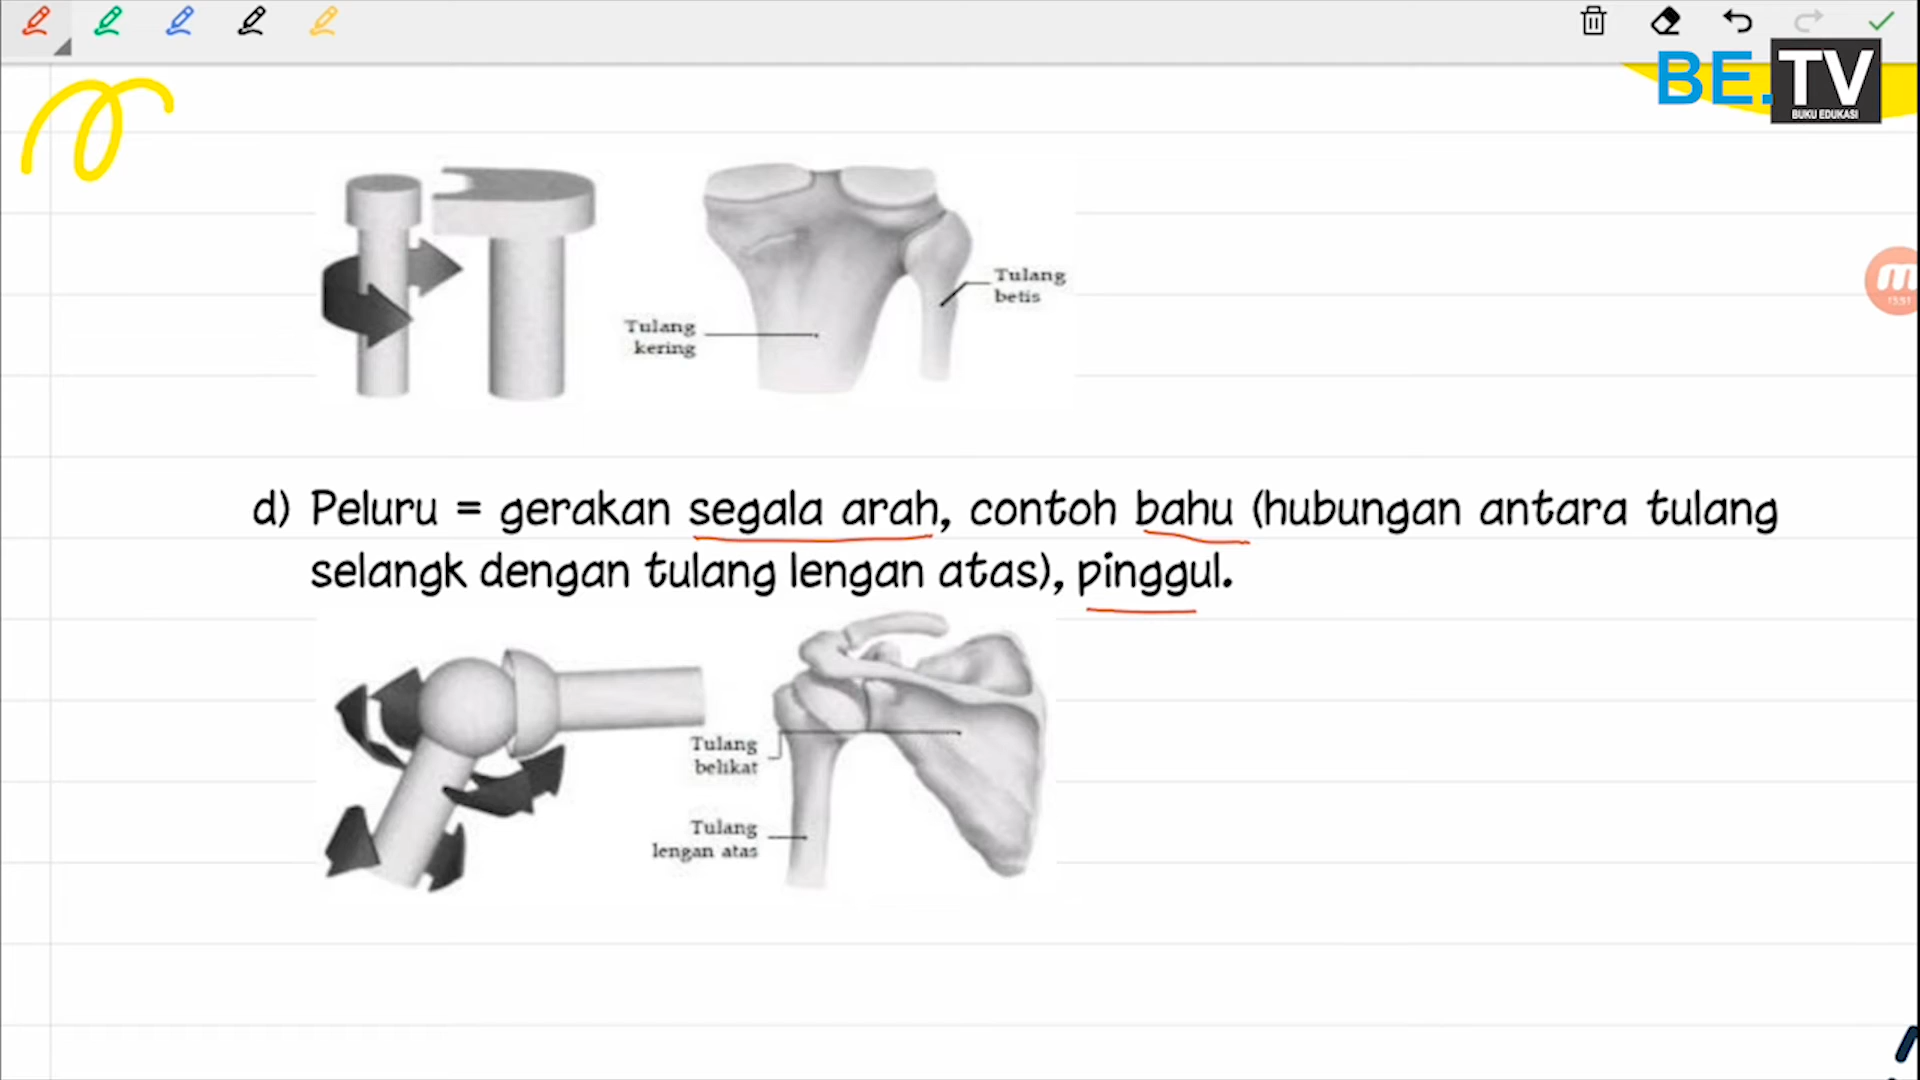 BE.TV
BUKU EDUKASI
Tulang
betis
Tulang
kering
d) Peluru = gerakan segala arah, contoh bahu (hubungan antara tulang
selangk dengan tulang lengan atas), pinggul.
Tulang
belikat
Tulang
lengan atas